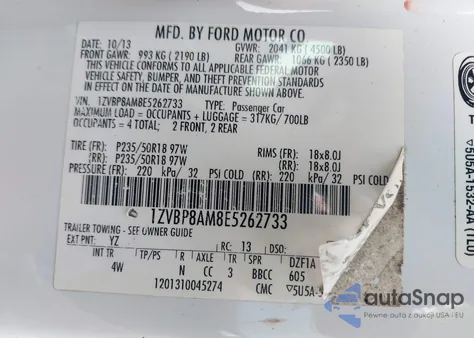 MFD. BY FORD MOTOR CO
DATE: 10/13 GVWR: 2041 KG (4500 LB)
FRONT GAWR: 993 KG (2190 LB) REAR GAWR: 1066 KG (2350 LB)
THIS VEHICLE CONFORMS TO ALL APPLICABLE FEDERAL MOTOR
VEHICLE SAFETY, BUMPER, AND THEFT PREVENTION STANDARDS
IN EFFECT ON THE DATE OF MANUFACTURE SHOWN ABOVE.
VIN: 1ZVBP8AM8E5262733 TYPE: Passenger Car
MAXIMUM LOAD = OCCUPANTS + LUGGAGE = 317KG/700LB
OCCUPANTS = 4 TOTAL: 2 FRONT, 2 REAR
TIRE (FR): P235/50R18 97W RIMS (FR): 18x8.0J
(RR): P235/50R18 97W (RR): 18x8.0J
PRESSURE (FR): 220 kPa/ 32 PSI COLD (RR): 220 kPa/ 32 PSI COLD
1ZVBP8AM8E5262733
TRAILER TOWING - SEE OWNER GUIDE
EXT PNT: YZ RC: 13 DSO:
INT TR TP/PS R AXLE TR SPR DZF1A
4W N CC 3 BBCC 605
1201310045274 CMC ▽5U5A-
▽5U5A-
autoSnap
Pewne auta z aukcji USA i EU